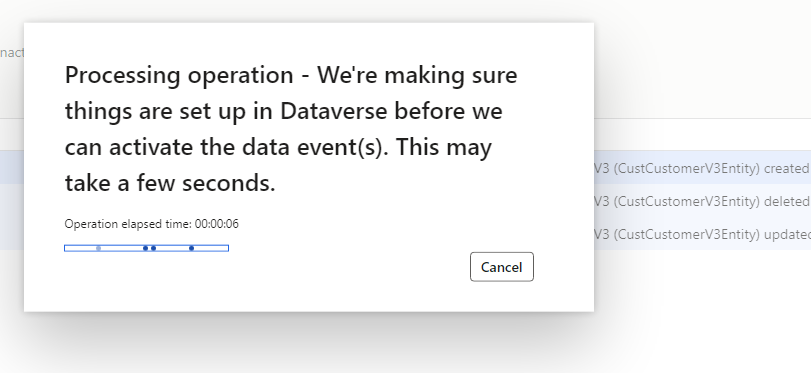 nact
Processing operation - We're making sure
things are set up in Dataverse before we
can activate the data event(s). This may
take a few seconds.
V3 (CustCustomerV3Entity) created
V3 (CustCustomerV3Entity) deleted
Operation elapsed time: 00:00:06
V3 (CustCustomerV3Entity) updated
Cancel